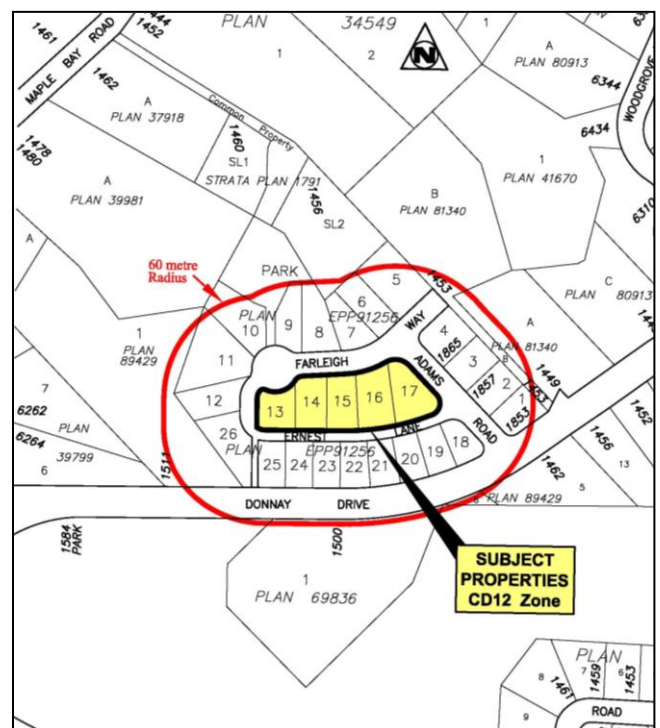 1461
MAPLE BAY ROAD
1444
1452
PLAN 34549
1
2
N
1
A
PLAN 80913
6344
WOODGROVE
1462
A
PLAN 37918
Common Property
1460
SL1
STRATA PLAN 1791
1456
SL2
6434
1
PLAN 41670
1478
1480
A
PLAN 39981
B
PLAN 81340
6310
A
60 metre
Radius
PARK
5
1453
C
PLAN 80913
PLAN
10
9
8
7
6
EPP91256
WAY
4
1865
3
A
PLAN 81340
B
1
PLAN
89429
11
FARLEIGH
ADAMS
1857
2
1449
1453
1
1853
7
6262
PLAN
6264
39799
6
12
13
14
15
16
17
ROAD
1452
26
ERNEST LANE
PLAN
EPP91256
25
24
23
22
21
20
19
18
1456
13
1462
5
1511
6
PLAN 89429
DONNAY DRIVE
1584
PARK
1500
SUBJECT
PROPERTIES
CD12 Zone
1
PLAN 69836
PLAN
8
7
6
1461
1459
1453
9
ROAD